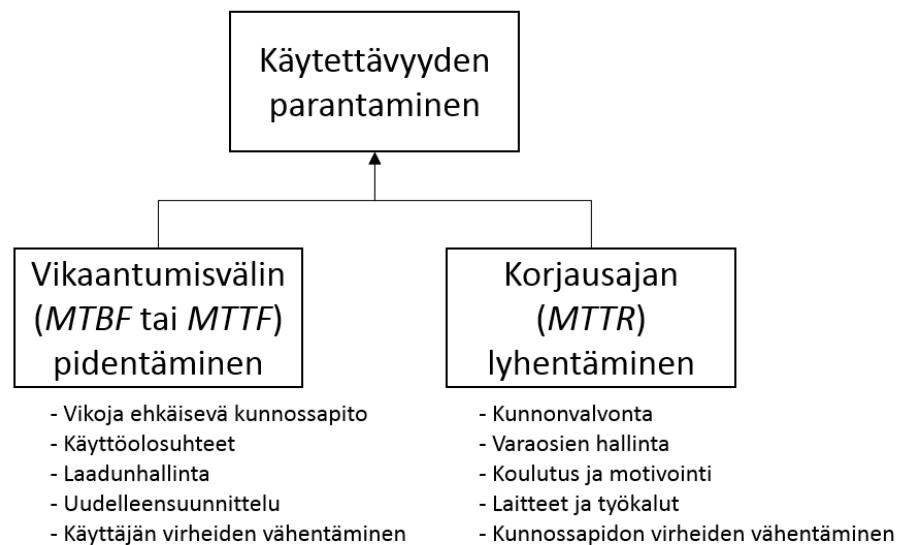 Käytettävyyden
parantaminen
Vikaantumisvälin
(MTBF tai MTTF)
pidentäminen
- Vikoja ehkäisevä kunnossapito
- Käyttöolosuhteet
- Laadunhallinta
- Uudelleensuunnittelu
- Käyttäjän virheiden vähentäminen
Korjausajan
(MTTR)
lyhentäminen
- Kunnonvalvonta
- Varaosien hallinta
- Koulutus ja motivointi
- Laitteet ja työkalut
- Kunnossapidon virheiden vähentäminen